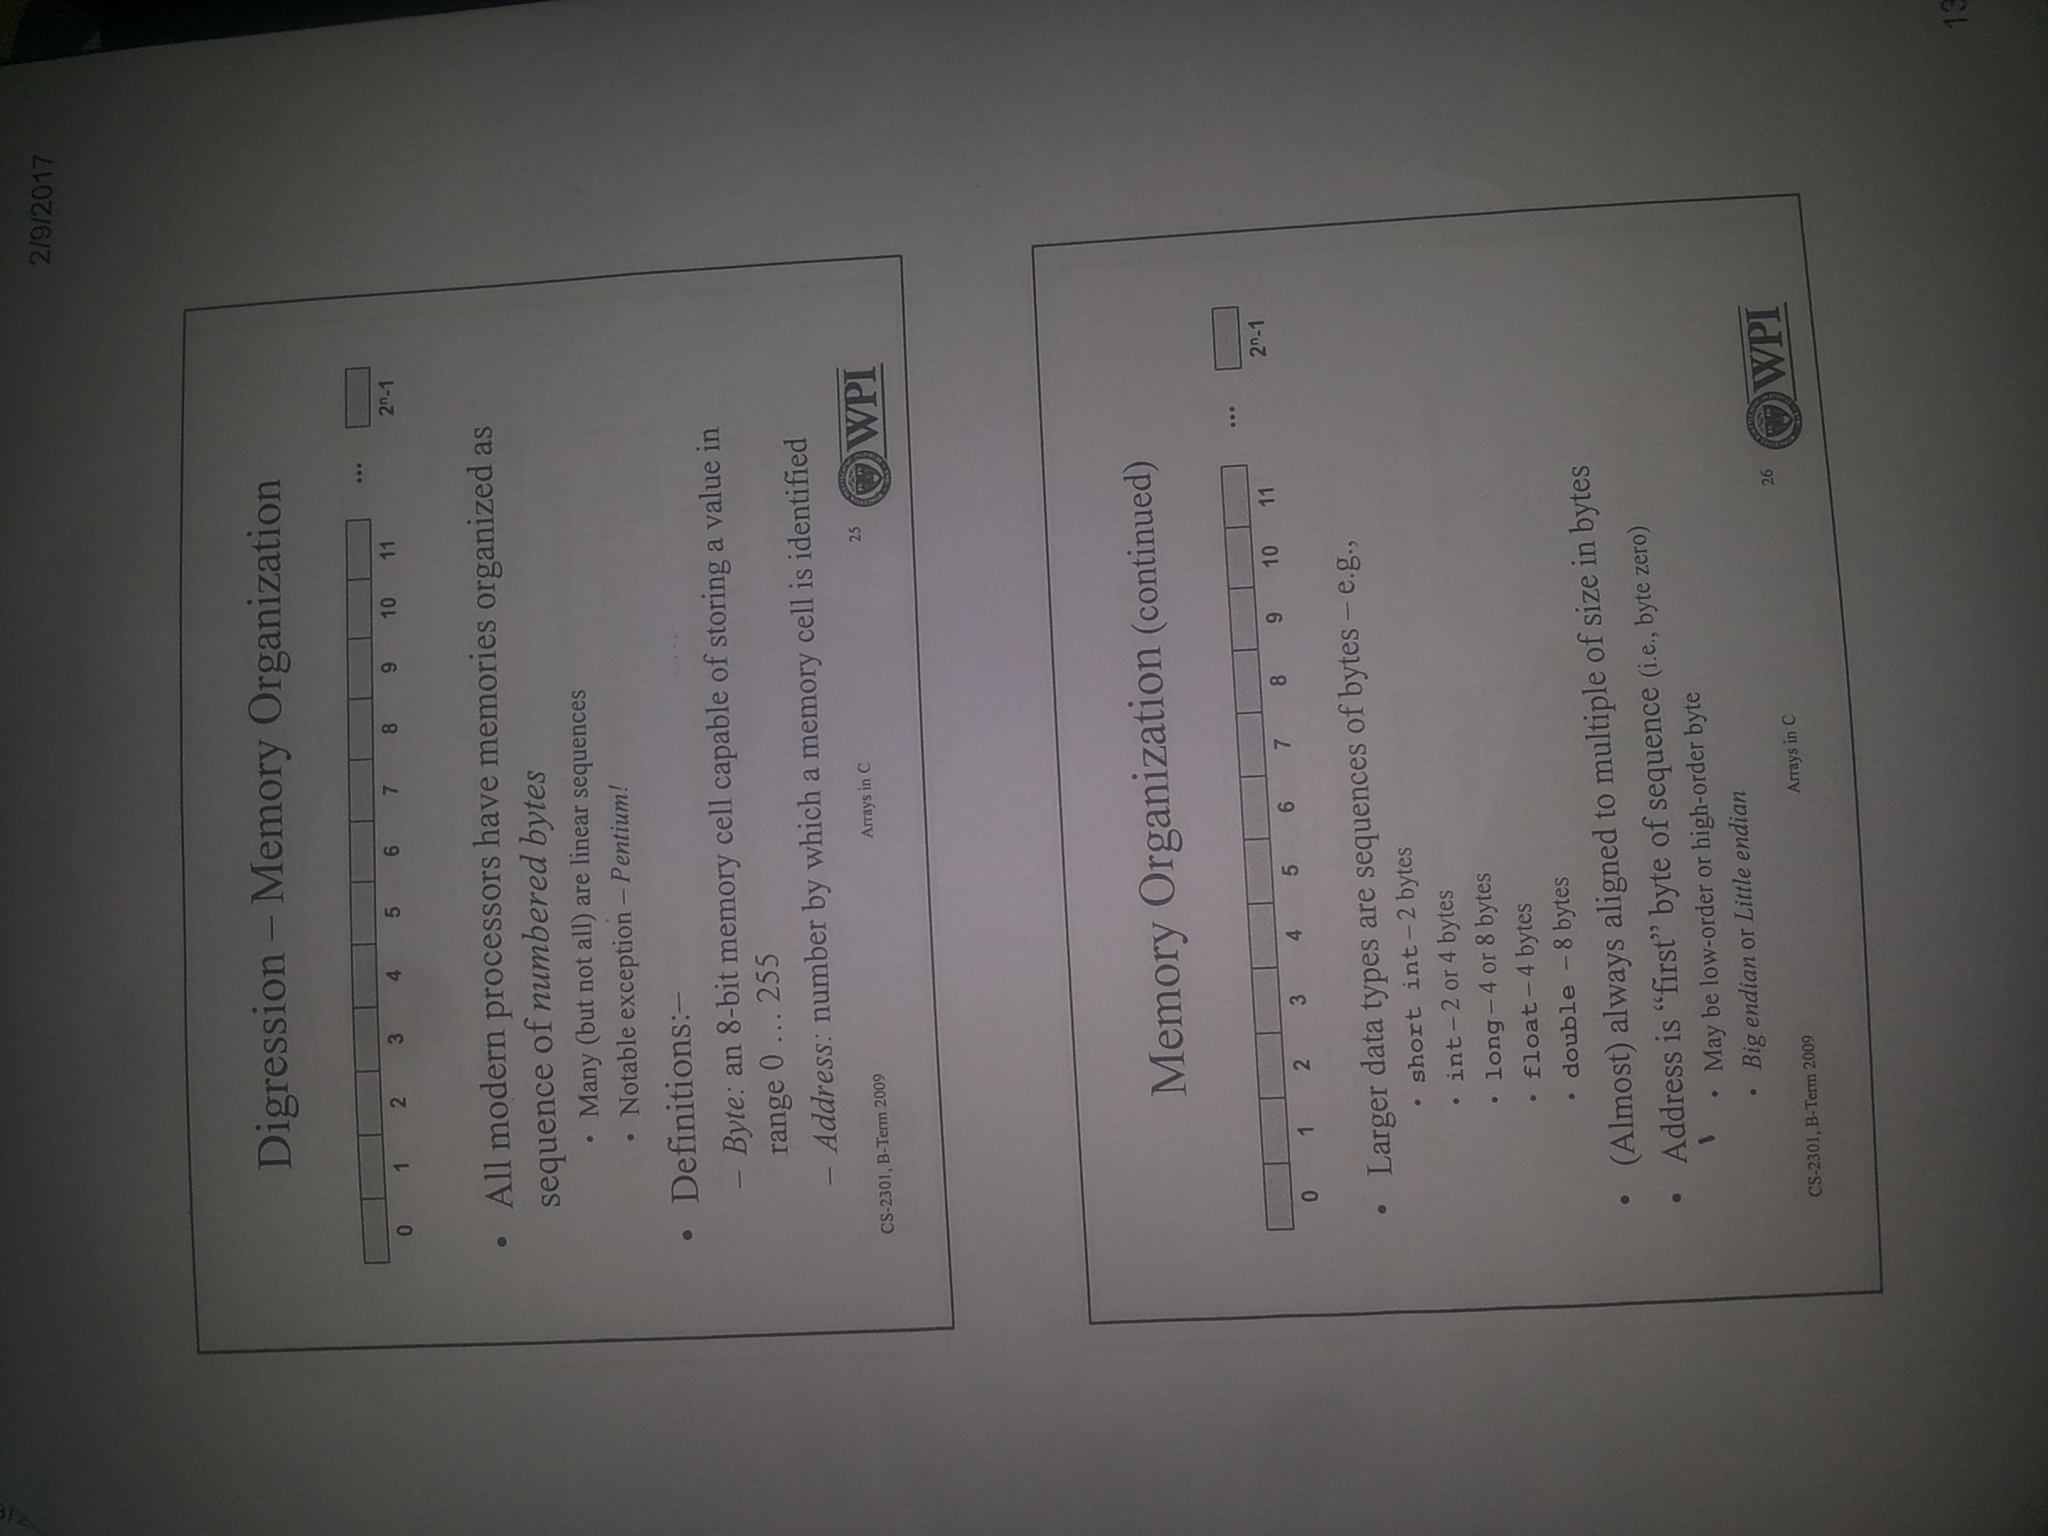 2/9/2017
Digression – Memory Organization
0 1 2 3 4 5 6 7 8 9 10 11 ... 2ⁿ-1
• All modern processors have memories organized as
sequence of numbered bytes
• Many (but not all) are linear sequences
• Notable exception – Pentium!
• Definitions:–
– Byte: an 8-bit memory cell capable of storing a value in
range 0 … 255
– Address: number by which a memory cell is identified
CS-2301, B-Term 2009 Arrays in C 25 WPI
Memory Organization (continued)
0 1 2 3 4 5 6 7 8 9 10 11 ... 2ⁿ-1
• Larger data types are sequences of bytes – e.g.,
• short int – 2 bytes
• int – 2 or 4 bytes
• long – 4 or 8 bytes
• float – 4 bytes
• double – 8 bytes
• (Almost) always aligned to multiple of size in bytes
• Address is “first” byte of sequence (i.e., byte zero)
• May be low-order or high-order byte
• Big endian or Little endian
CS-2301, B-Term 2009 Arrays in C 26 WPI
13